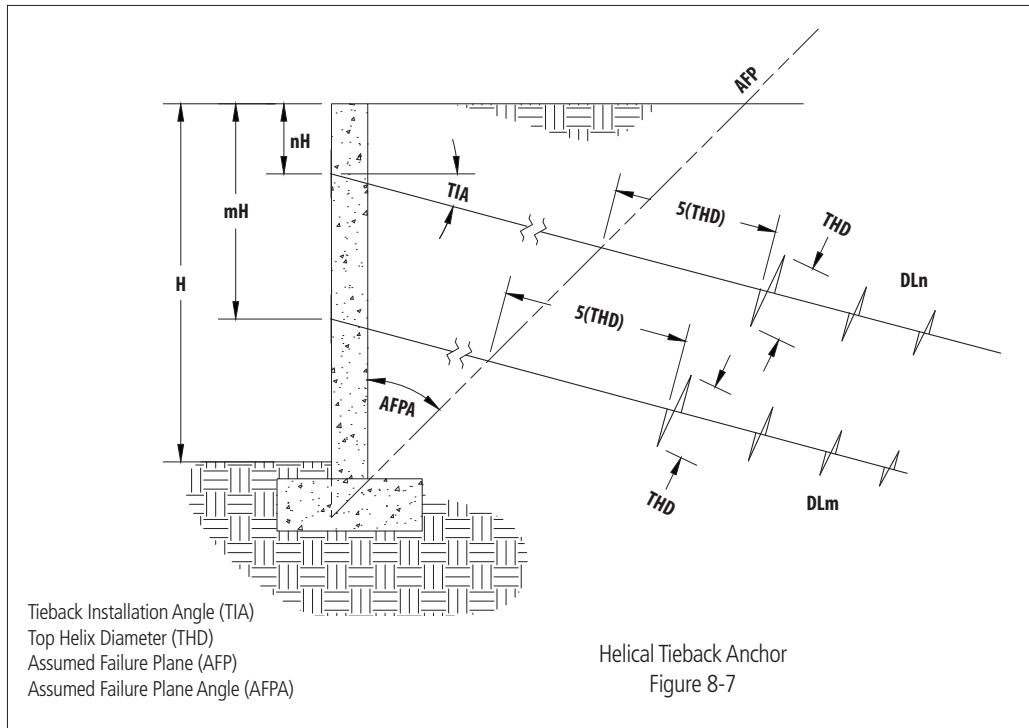 AFP
nH
TIA
5(THD)
THD
mH
DLn
H
5(THD)
AFPA
THD
DLm
Tieback Installation Angle (TIA)
Top Helix Diameter (THD)
Assumed Failure Plane (AFP)
Assumed Failure Plane Angle (AFPA)
Helical Tieback Anchor
Figure 8-7